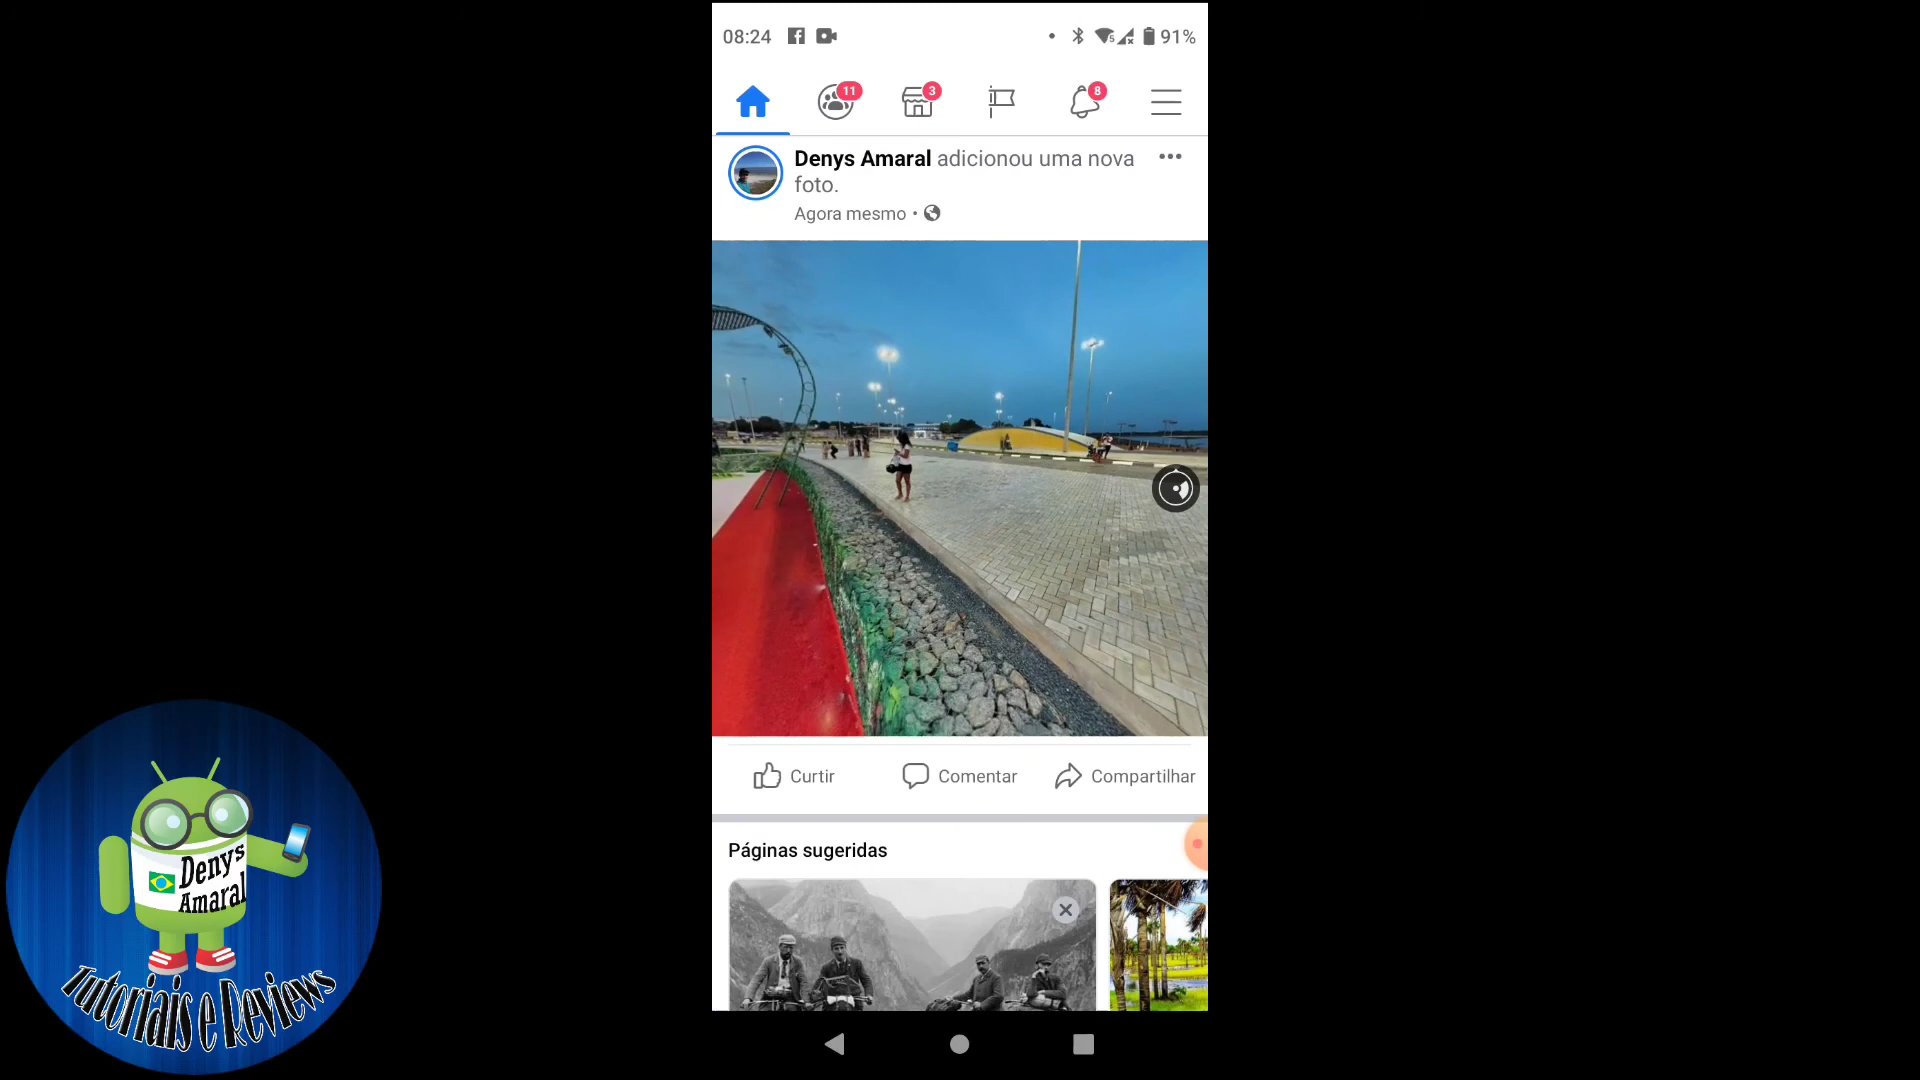 08:24
91%
11
3
8
Denys Amaral adicionou uma nova
foto.
Agora mesmo •
Curtir
Comentar
Compartilhar
Páginas sugeridas
Denys
Amaral
Tutoriais e Reviews